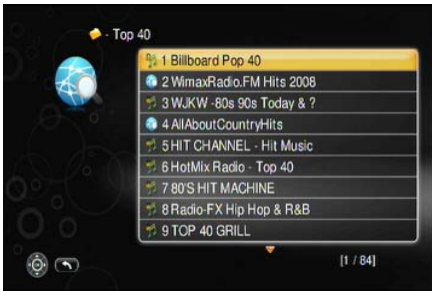 - Top 40
1 Billboard Pop 40
2 WimaxRadio.FM Hits 2008
3 WJKW -80s 90s Today & ?
4 AllAboutCountryHits
5 HIT CHANNEL - Hit Music
6 HotMix Radio - Top 40
7 80'S HIT MACHINE
8 Radio-FX Hip Hop & R&B
9 TOP 40 GRILL
[1 / 84]